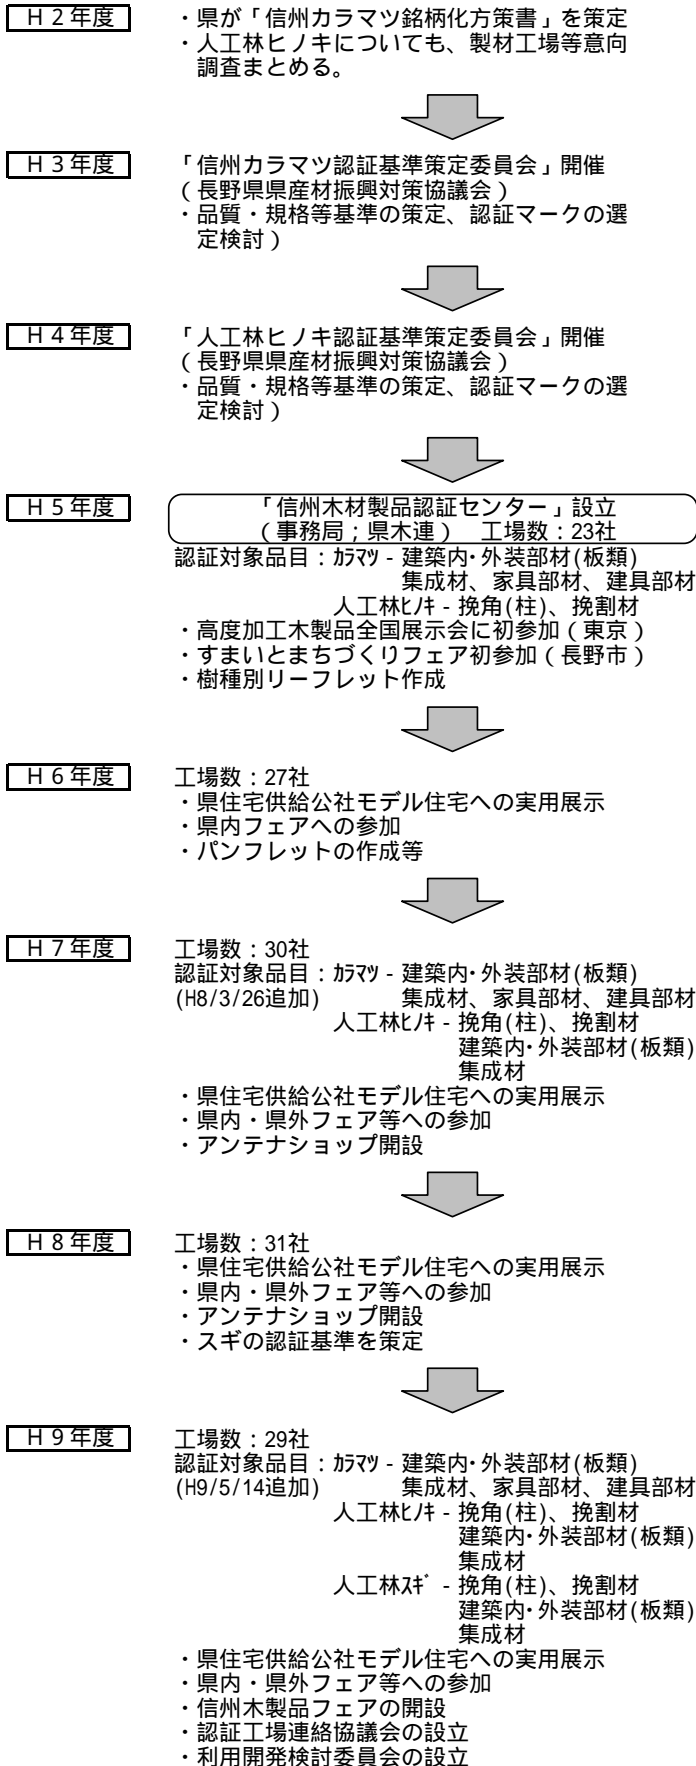 Ｈ２年度
・県が「信州カラマツ銘柄化方策書」を策定
・人工林ヒノキについても、製材工場等意向
調査まとめる。
Ｈ３年度
「信州カラマツ認証基準策定委員会」開催
（長野県県産材振興対策協議会）
・品質・規格等基準の策定、認証マークの選
定検討）
Ｈ４年度
「人工林ヒノキ認証基準策定委員会」開催
（長野県県産材振興対策協議会）
・品質・規格等基準の策定、認証マークの選
定検討）
Ｈ５年度
「信州木材製品認証センター」設立
（事務局；県木連）　工場数：23社
認証対象品目：ｶﾗﾏﾂ - 建築内･外装部材(板類)
集成材、家具部材、建具部材
人工林ﾋﾉｷ - 挽角(柱)、挽割材
・高度加工木製品全国展示会に初参加（東京）
・すまいとまちづくりフェア初参加（長野市）
・樹種別リーフレット作成
Ｈ６年度
工場数：27社
・県住宅供給公社モデル住宅への実用展示
・県内フェアへの参加
・パンフレットの作成等
Ｈ７年度
工場数：30社
認証対象品目：ｶﾗﾏﾂ - 建築内･外装部材(板類)
(H8/3/26追加)　集成材、家具部材、建具部材
人工林ﾋﾉｷ - 挽角(柱)、挽割材
建築内･外装部材(板類)
集成材
・県住宅供給公社モデル住宅への実用展示
・県内・県外フェア等への参加
・アンテナショップ開設
Ｈ８年度
工場数：31社
・県住宅供給公社モデル住宅への実用展示
・県内・県外フェア等への参加
・アンテナショップ開設
・スギの認証基準を策定
Ｈ９年度
工場数：29社
認証対象品目：ｶﾗﾏﾂ - 建築内･外装部材(板類)
(H9/5/14追加)　集成材、家具部材、建具部材
人工林ﾋﾉｷ - 挽角(柱)、挽割材
建築内･外装部材(板類)
集成材
人工林ｽｷﾞ - 挽角(柱)、挽割材
建築内･外装部材(板類)
集成材
・県住宅供給公社モデル住宅への実用展示
・県内・県外フェア等への参加
・信州木製品フェアの開設
・認証工場連絡協議会の設立
・利用開発検討委員会の設立